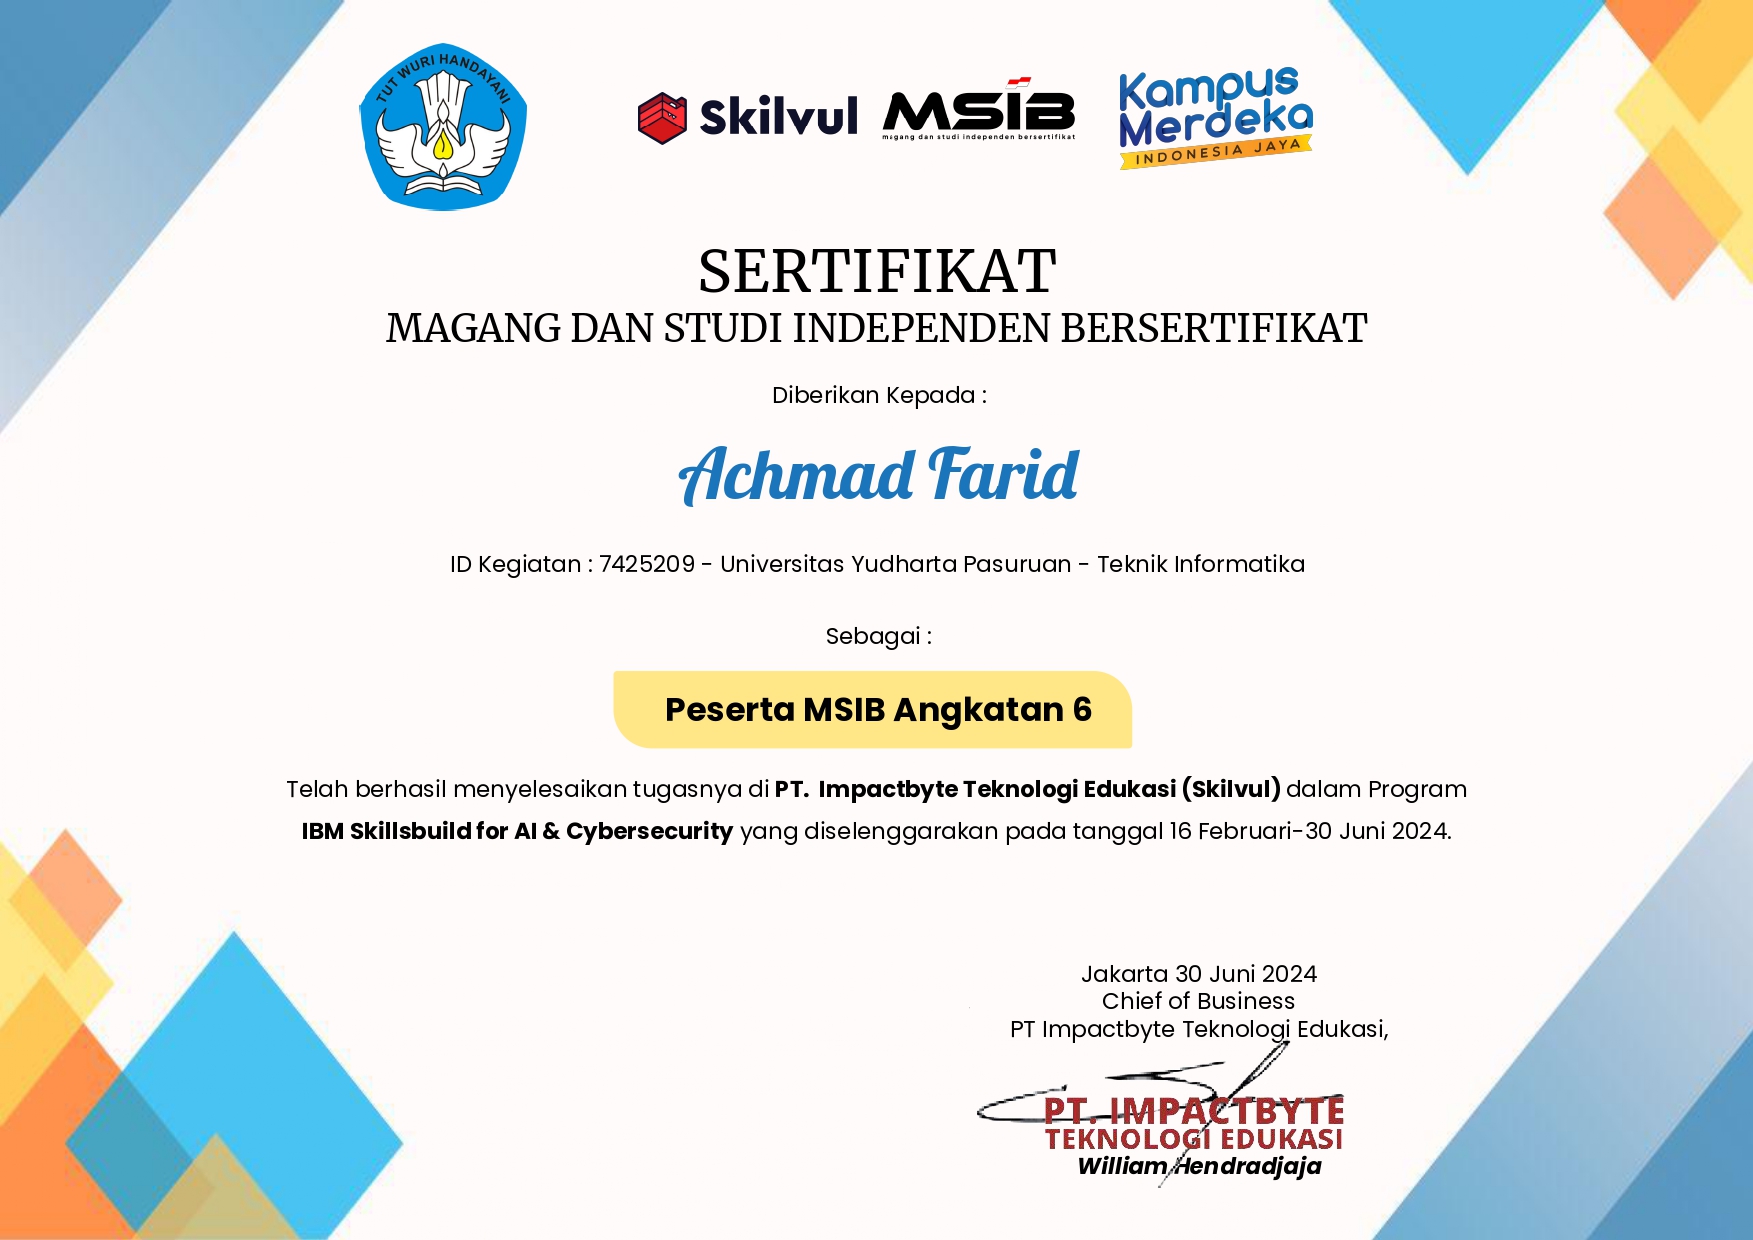 TUT WURI HANDAYANI
Skilvul
MSIB
magang dan studi independen bersertifikat
Kampus
Merdeka
INDONESIA JAYA
SERTIFIKAT
MAGANG DAN STUDI INDEPENDEN BERSERTIFIKAT
Diberikan Kepada :
Achmad Farid
ID Kegiatan : 7425209 - Universitas Yudharta Pasuruan - Teknik Informatika
Sebagai :
Peserta MSIB Angkatan 6
Telah berhasil menyelesaikan tugasnya di PT. Impactbyte Teknologi Edukasi (Skilvul) dalam Program
IBM Skillsbuild for AI & Cybersecurity yang diselenggarakan pada tanggal 16 Februari-30 Juni 2024.
Jakarta 30 Juni 2024
Chief of Business
PT Impactbyte Teknologi Edukasi,
PT. IMPACTBYTE
TEKNOLOGI EDUKASI
William Hendradjaja